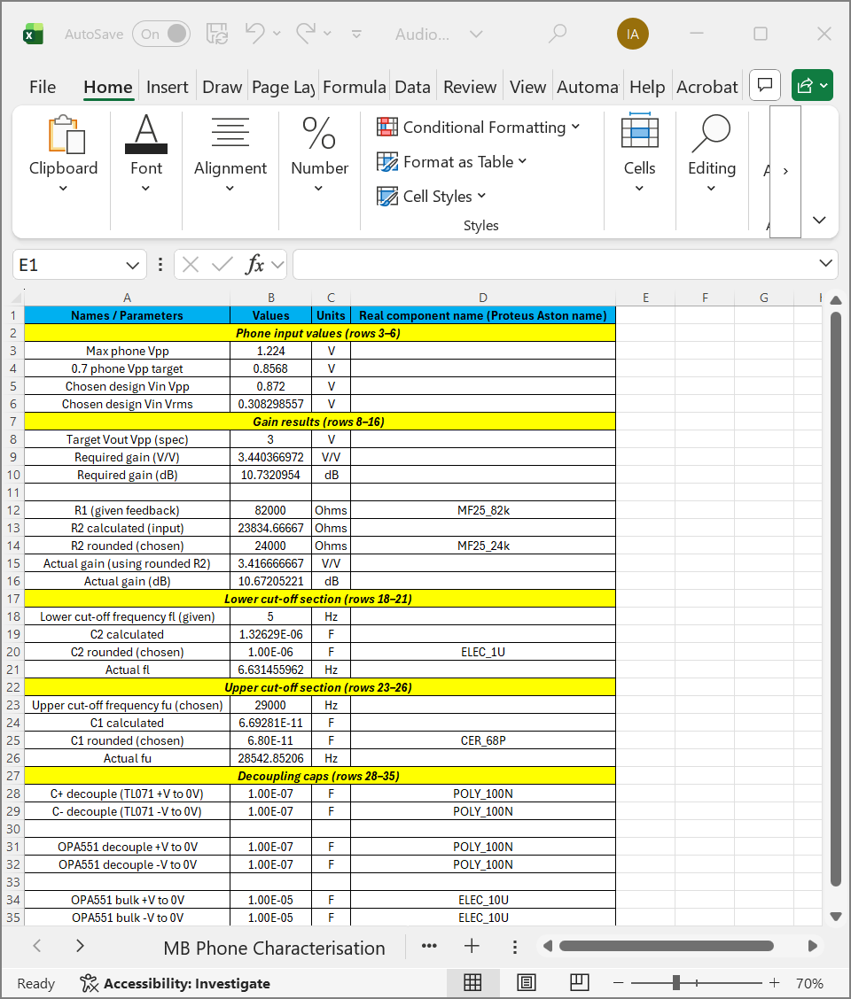 AutoSave On Audio... IA
File Home Insert Draw Page Lay Formula Data Review View Automa Help Acrobat
Clipboard Font Alignment Number
Conditional Formatting
Format as Table
Cell Styles
Styles
Cells Editing
E1 fx
A B C D E F G
1 Names / Parameters Values Units Real component name (Proteus Aston name)
2 Phone input values (rows 3–6)
3 Max phone Vpp 1.224 V
4 0.7 phone Vpp target 0.8568 V
5 Chosen design Vin Vpp 0.872 V
6 Chosen design Vin Vrms 0.308298557 V
7 Gain results (rows 8–16)
8 Target Vout Vpp (spec) 3 V
9 Required gain (V/V) 3.440366972 V/V
10 Required gain (dB) 10.7320954 dB
11
12 R1 (given feedback) 82000 Ohms MF25_82k
13 R2 calculated (input) 23834.66667 Ohms
14 R2 rounded (chosen) 24000 Ohms MF25_24k
15 Actual gain (using rounded R2) 3.416666667 V/V
16 Actual gain (dB) 10.67205221 dB
17 Lower cut-off section (rows 18–21)
18 Lower cut-off frequency fl (given) 5 Hz
19 C2 calculated 1.32629E-06 F
20 C2 rounded (chosen) 1.00E-06 F ELEC_1U
21 Actual fl 6.631455962 Hz
22 Upper cut-off section (rows 23–26)
23 Upper cut-off frequency fu (chosen) 29000 Hz
24 C1 calculated 6.69281E-11 F
25 C1 rounded (chosen) 6.80E-11 F CER_68P
26 Actual fu 28542.85206 Hz
27 Decoupling caps (rows 28–35)
28 C+ decouple (TL071 +V to 0V) 1.00E-07 F POLY_100N
29 C- decouple (TL071 -V to 0V) 1.00E-07 F POLY_100N
30
31 OPA551 decouple +V to 0V 1.00E-07 F POLY_100N
32 OPA551 decouple -V to 0V 1.00E-07 F POLY_100N
33
34 OPA551 bulk +V to 0V 1.00E-05 F ELEC_10U
35 OPA551 bulk -V to 0V 1.00E-05 F ELEC_10U
MB Phone Characterisation
Ready Accessibility: Investigate 70%